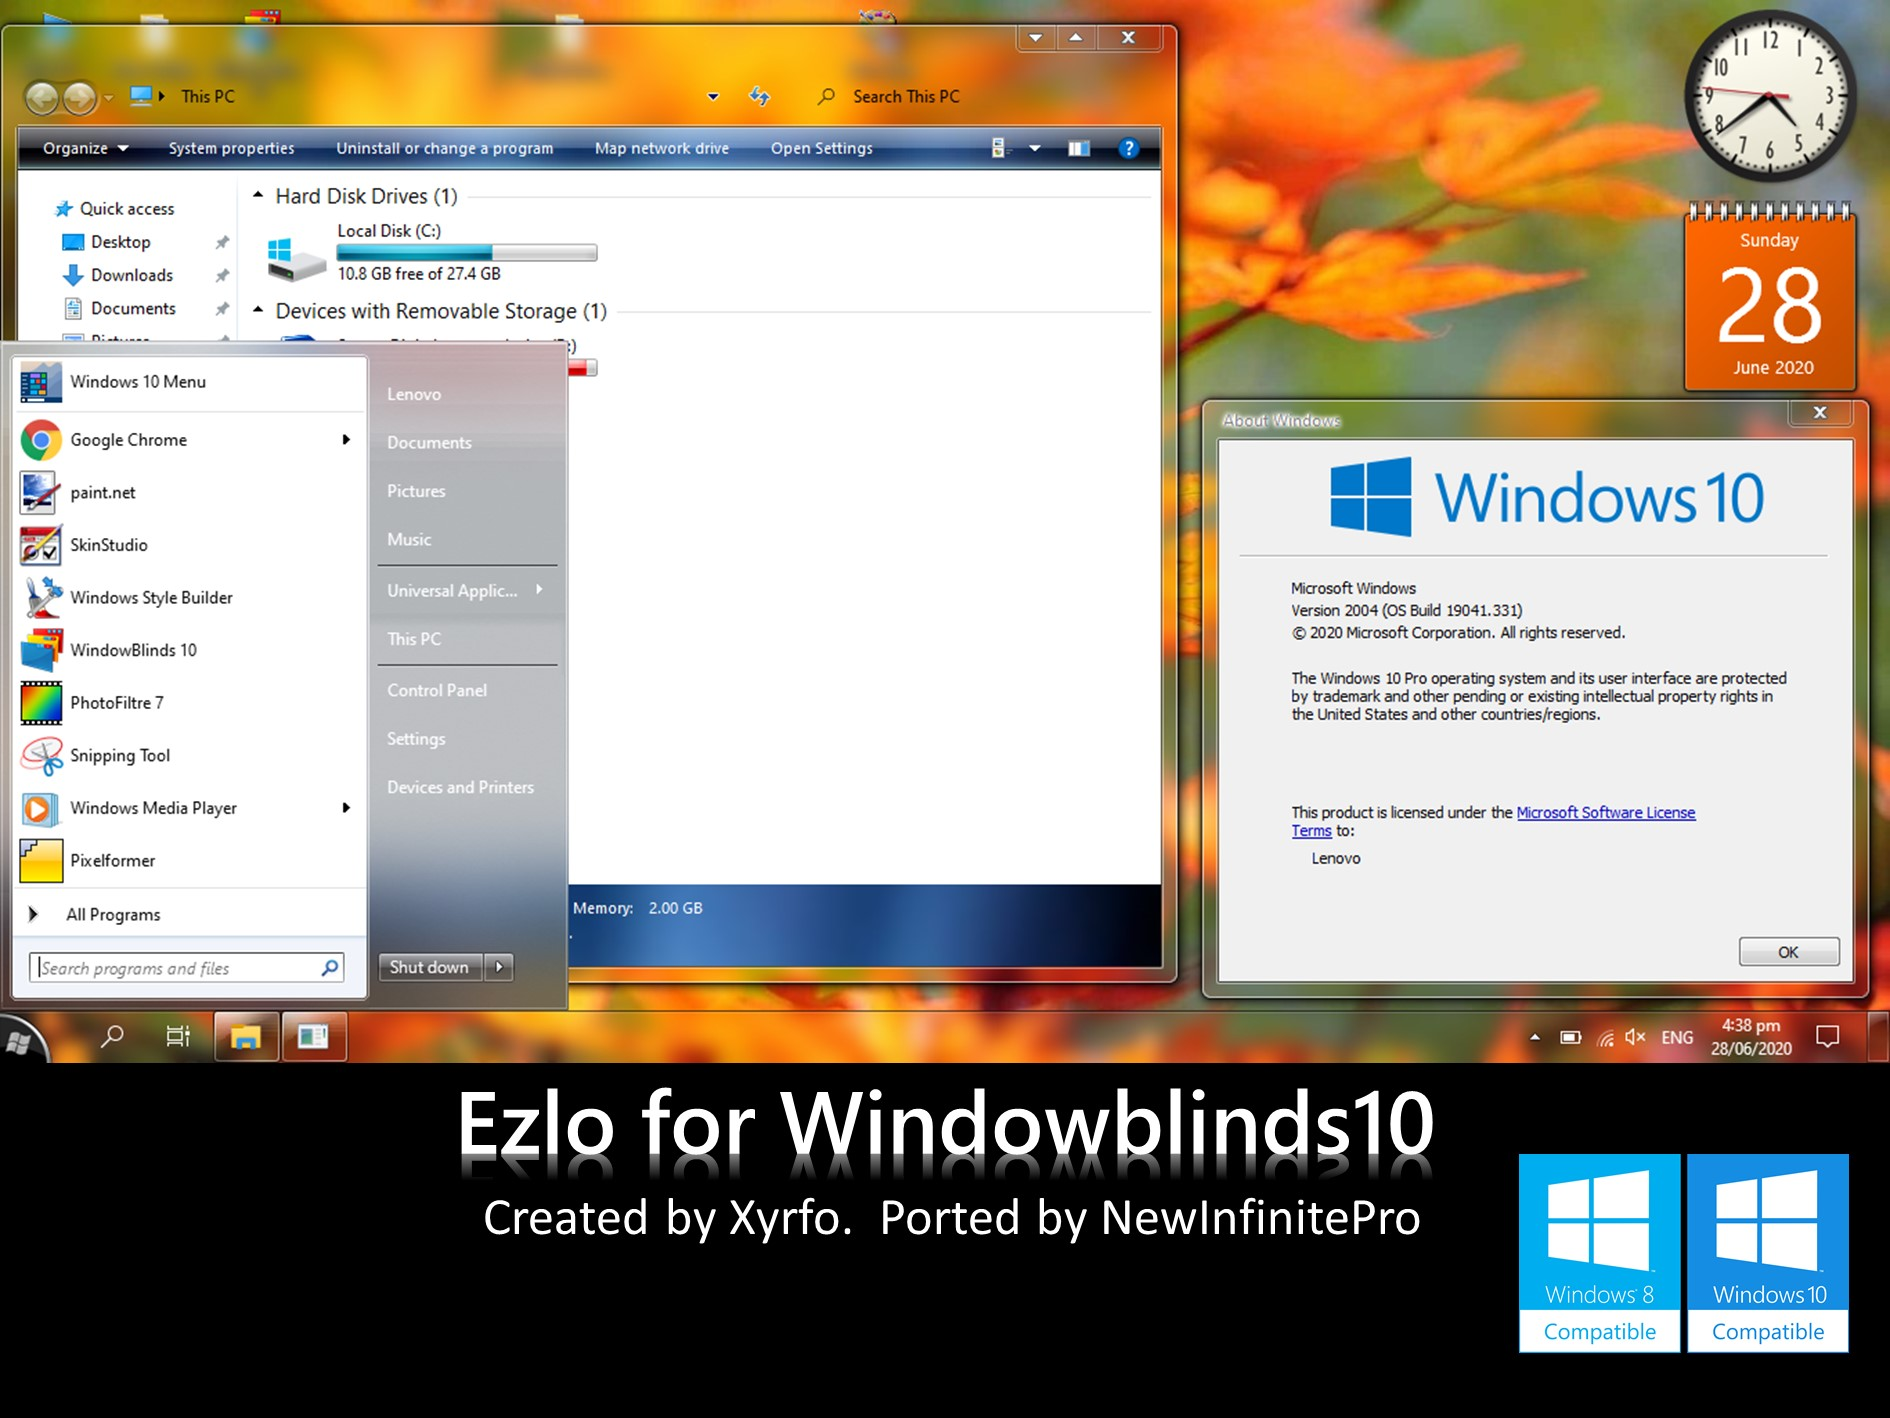 This PC
Search This PC
Organize
System properties
Uninstall or change a program
Map network drive
Open Settings
Quick access
Desktop
Downloads
Documents
Pictures
Hard Disk Drives (1)
Local Disk (C:)
10.8 GB free of 27.4 GB
Devices with Removable Storage (1)
Memory: 2.00 GB
Windows 10 Menu
Google Chrome
paint.net
SkinStudio
Windows Style Builder
WindowBlinds 10
PhotoFiltre 7
Snipping Tool
Windows Media Player
Pixelformer
All Programs
Search programs and files
Lenovo
Documents
Pictures
Music
Universal Applic...
This PC
Control Panel
Settings
Devices and Printers
Shut down
12
1
2
3
4
5
6
7
8
9
10
11
Sunday
28
June 2020
About Windows
Windows 10
Microsoft Windows
Version 2004 (OS Build 19041.331)
© 2020 Microsoft Corporation. All rights reserved.
The Windows 10 Pro operating system and its user interface are protected
by trademark and other pending or existing intellectual property rights in
the United States and other countries/regions.
This product is licensed under the Microsoft Software License
Terms to:
Lenovo
OK
ENG
4:38 pm
28/06/2020
Ezlo for Windowblinds10
Created by Xyrfo. Ported by NewInfinitePro
Windows 8
Compatible
Windows 10
Compatible